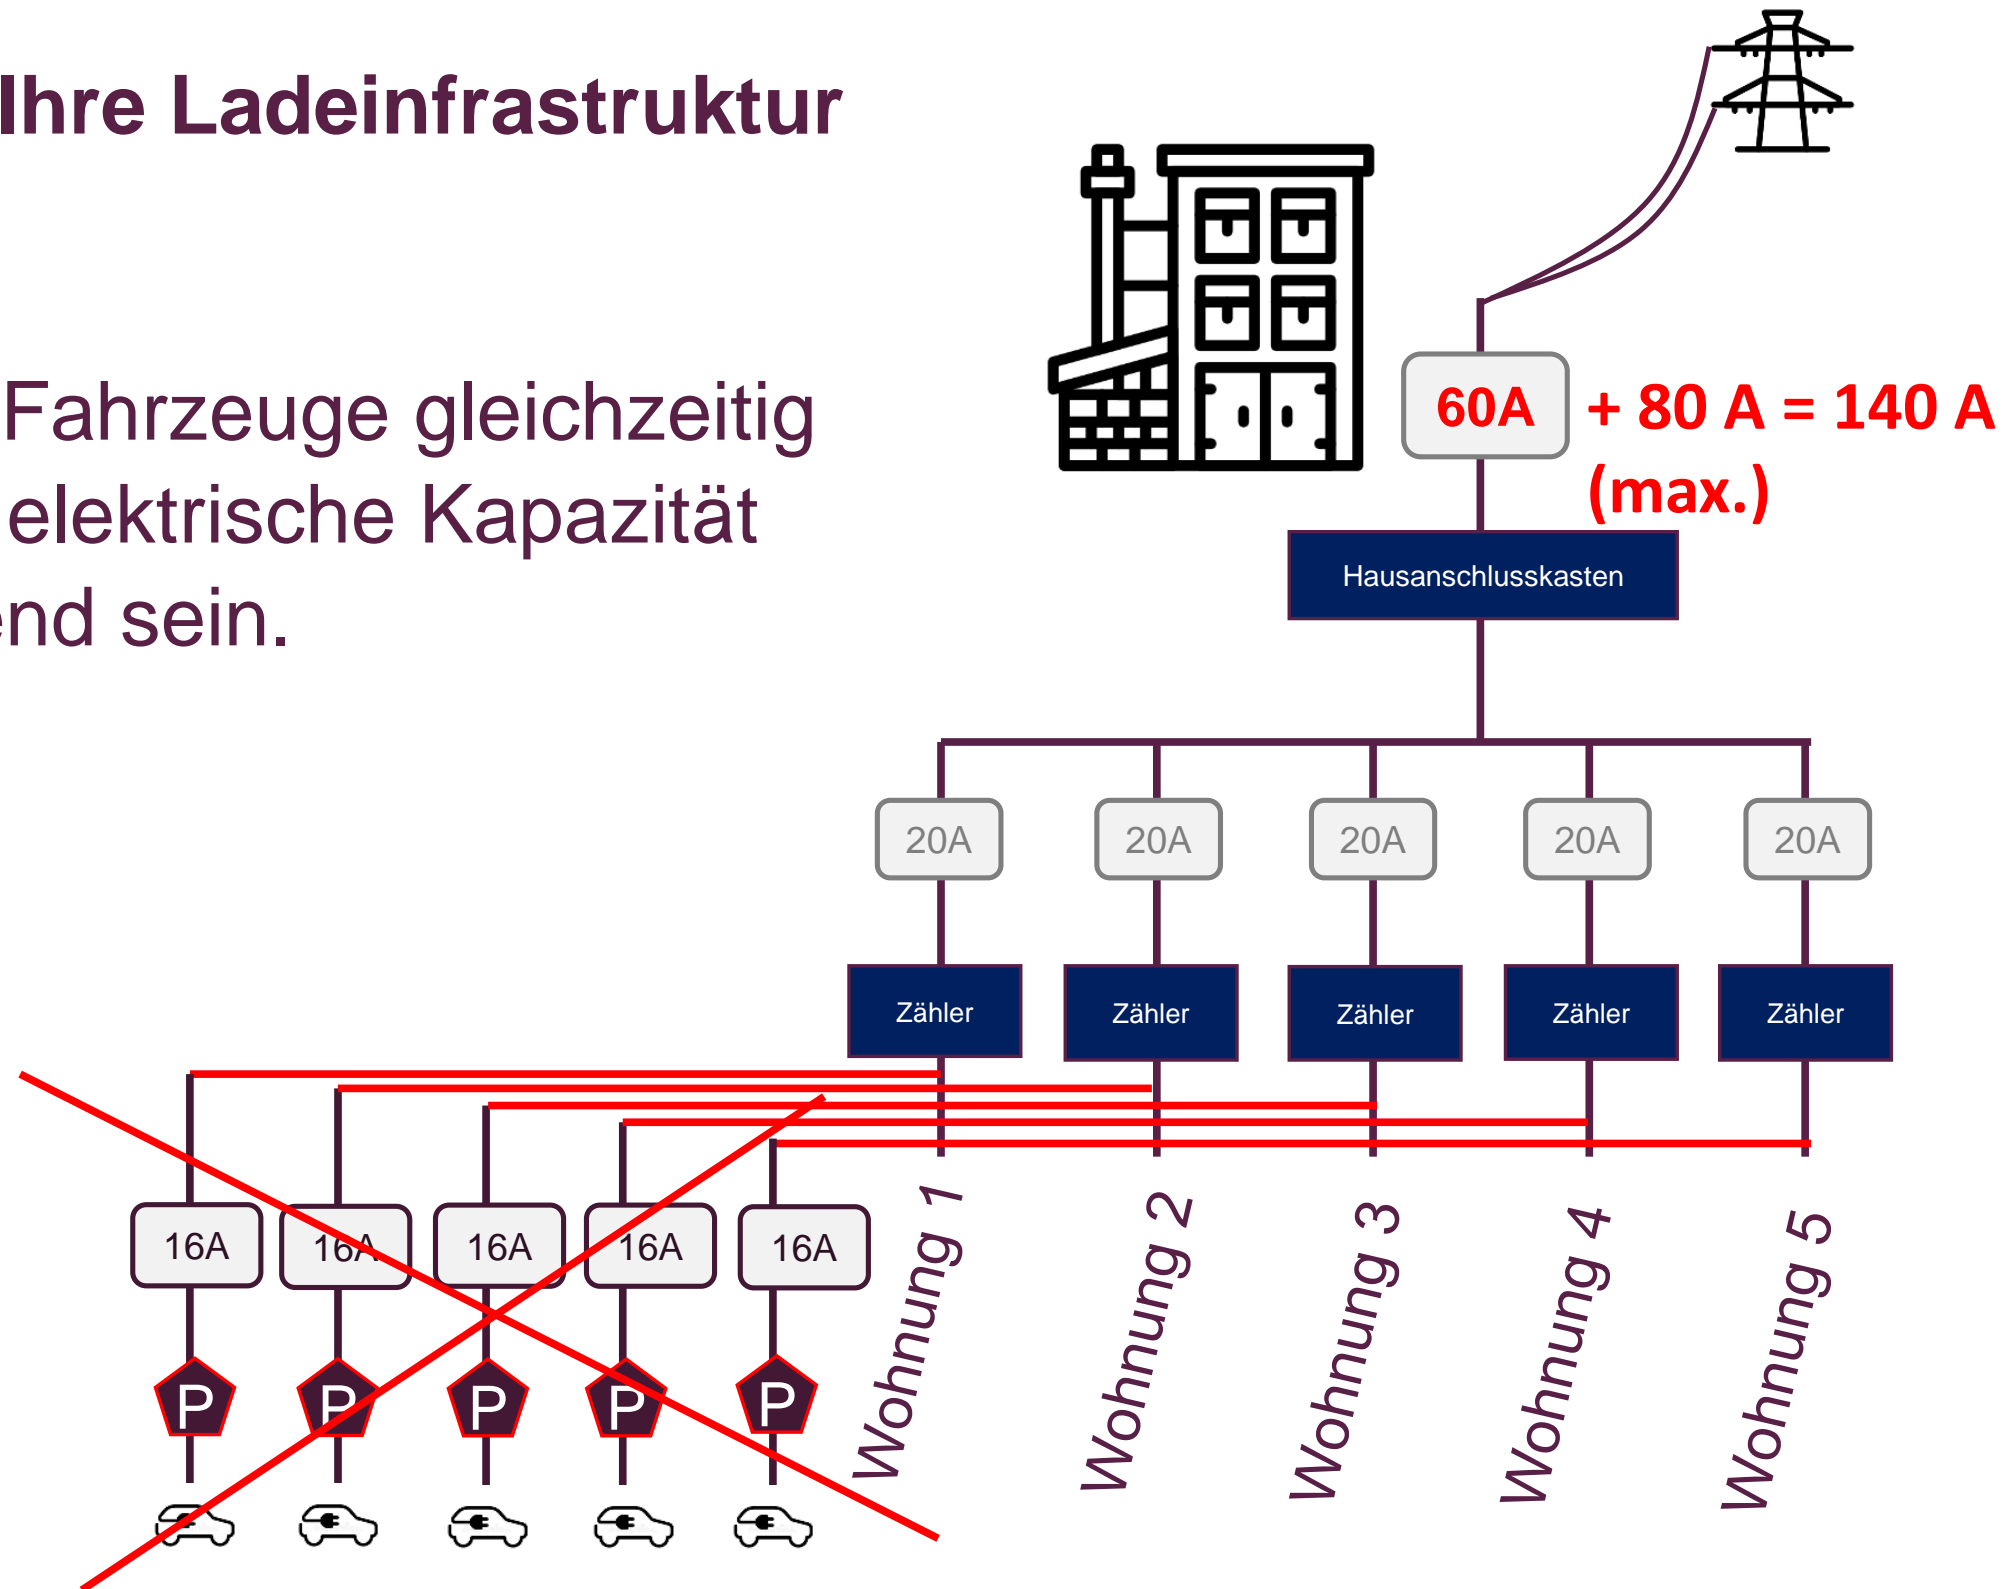 Ihre Ladeinfrastruktur
Fahrzeuge gleichzeitig
elektrische Kapazität
end sein.
60A
+ 80 A = 140 A
(max.)
Hausanschlusskasten
20A
20A
20A
20A
20A
Zähler
Zähler
Zähler
Zähler
Zähler
16A
16A
16A
16A
16A
P
P
P
P
P
Wohnung 1
Wohnung 2
Wohnung 3
Wohnung 4
Wohnung 5